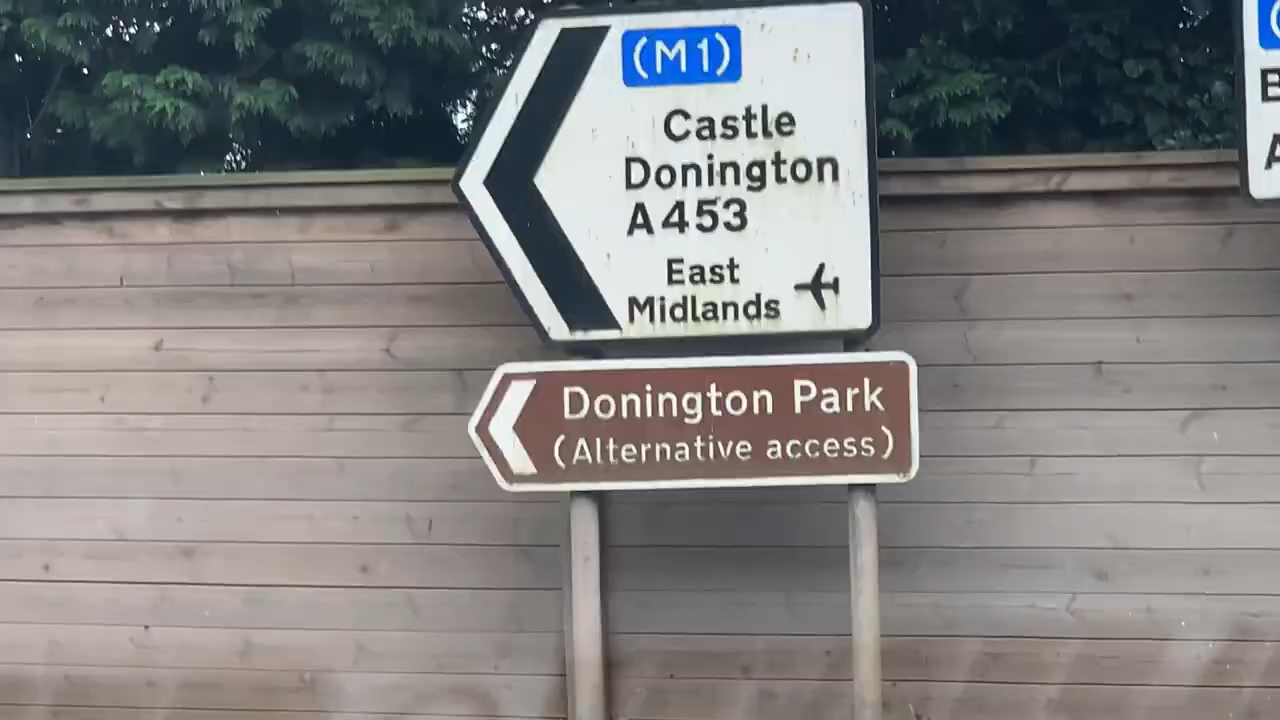 (M1)
Castle
Donington
A453
East
Midlands
Donington Park
(Alternative access)